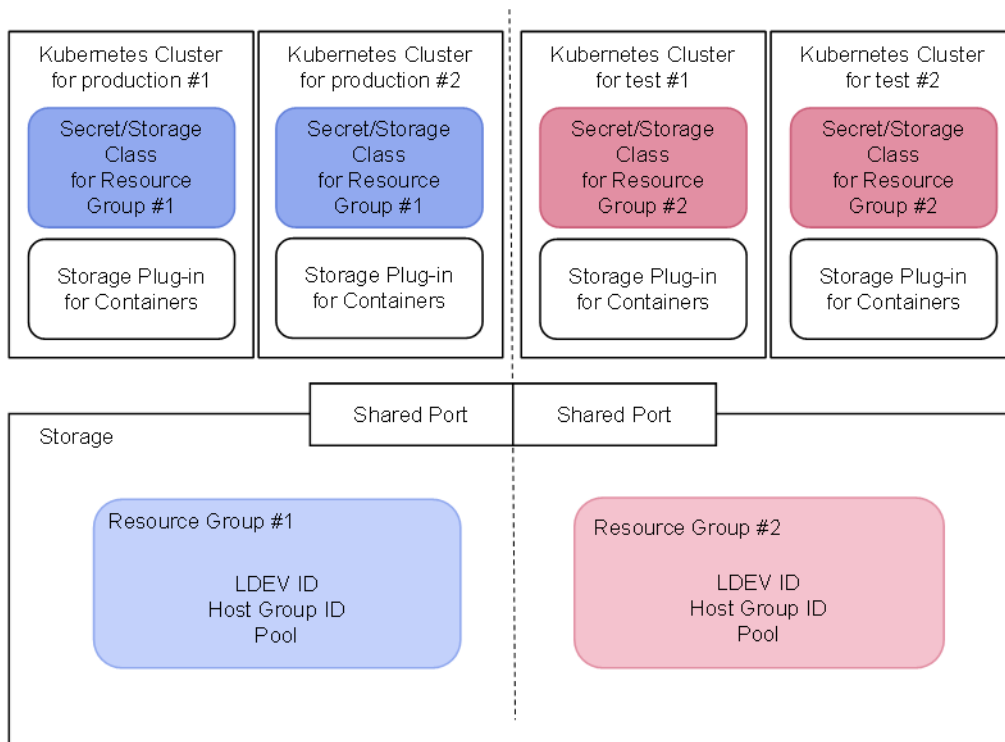 Kubernetes Cluster
for production #1
Secret/Storage
Class
for Resource
Group #1
Storage Plug-in
for Containers
Kubernetes Cluster
for production #2
Secret/Storage
Class
for Resource
Group #1
Storage Plug-in
for Containers
Kubernetes Cluster
for test #1
Secret/Storage
Class
for Resource
Group #2
Storage Plug-in
for Containers
Kubernetes Cluster
for test #2
Secret/Storage
Class
for Resource
Group #2
Storage Plug-in
for Containers
Shared Port
Shared Port
Storage
Resource Group #1
LDEV ID
Host Group ID
Pool
Resource Group #2
LDEV ID
Host Group ID
Pool